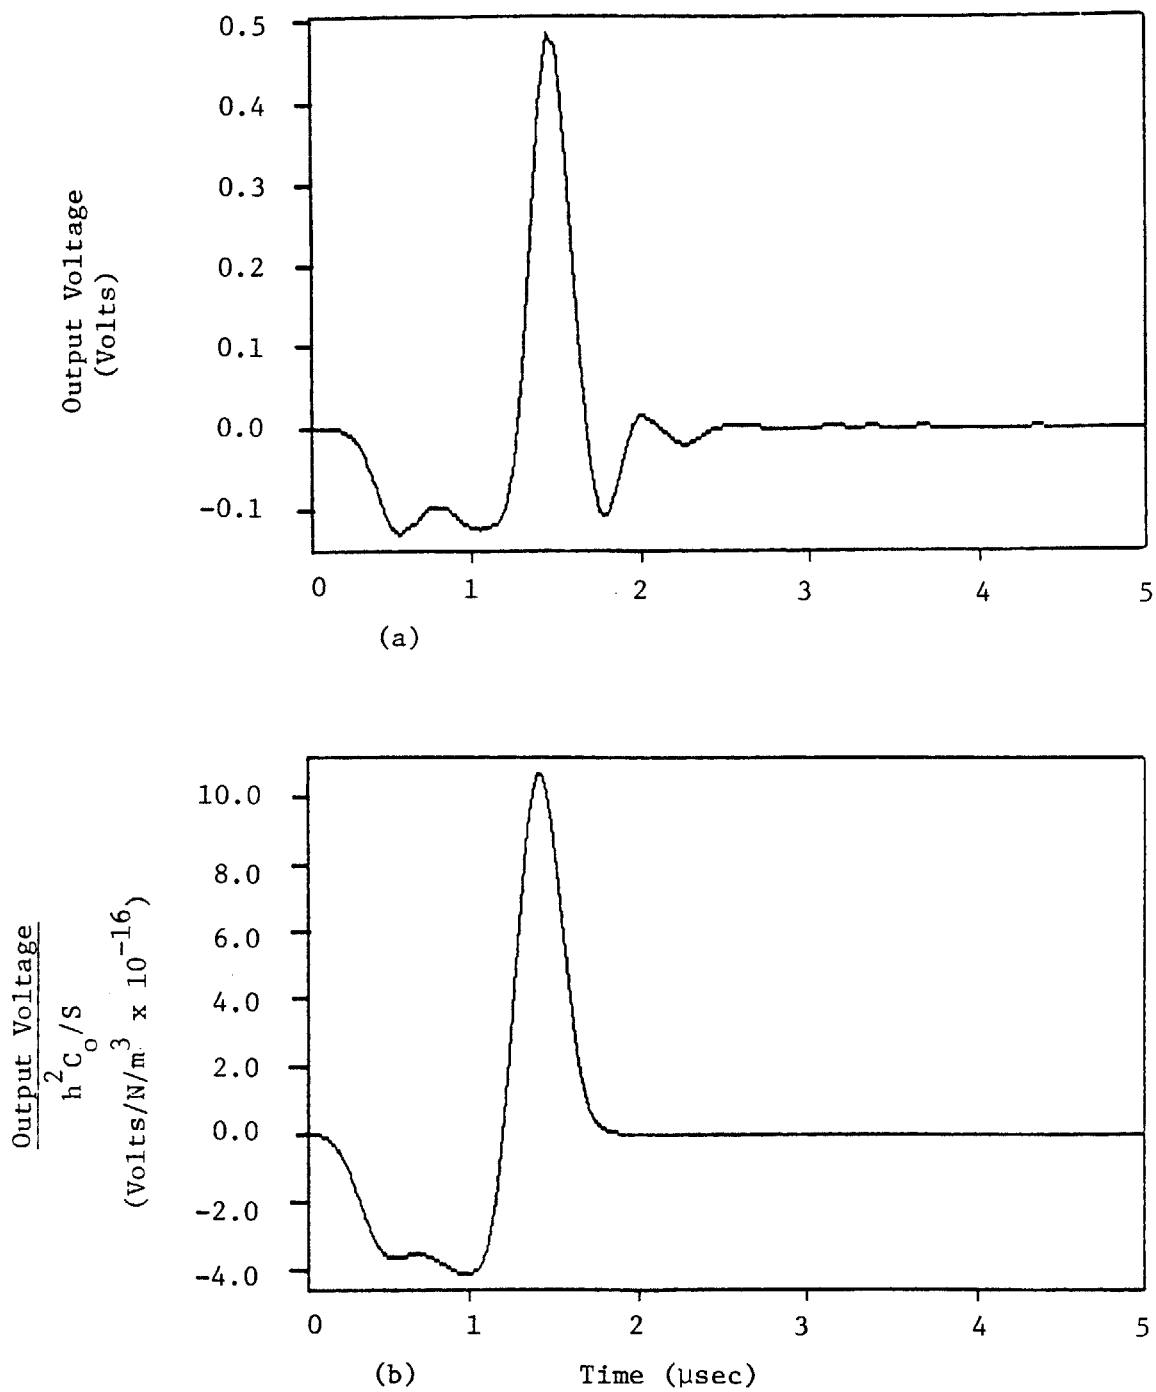 0.5
0.4
0.3
0.2
0.1
0.0
-0.1
Output Voltage
(Volts)
0 1 2 3 4 5
(a)
10.0
8.0
6.0
4.0
2.0
0.0
-2.0
-4.0
Output Voltage
h²Cₒ/S
(Volts/N/m³ x 10⁻¹⁶)
0 1 2 3 4 5
(b) Time (μsec)